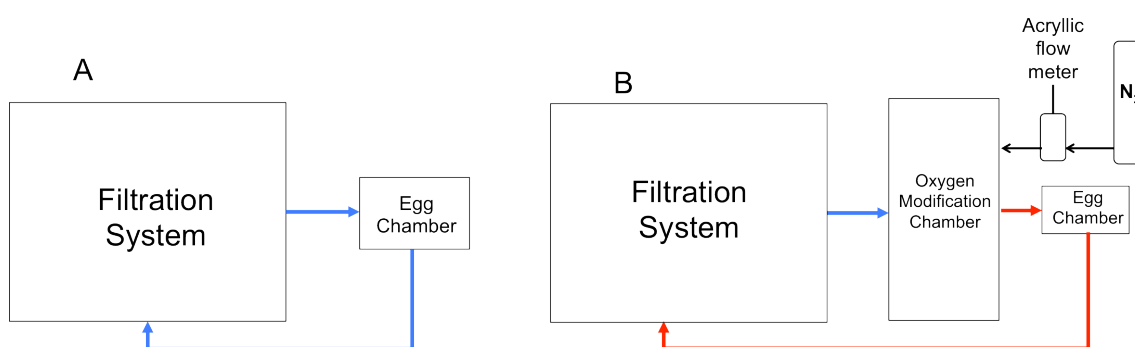 A
Filtration
System
Egg
Chamber
B
Filtration
System
Oxygen
Modification
Chamber
Acryllic
flow
meter
Egg
Chamber